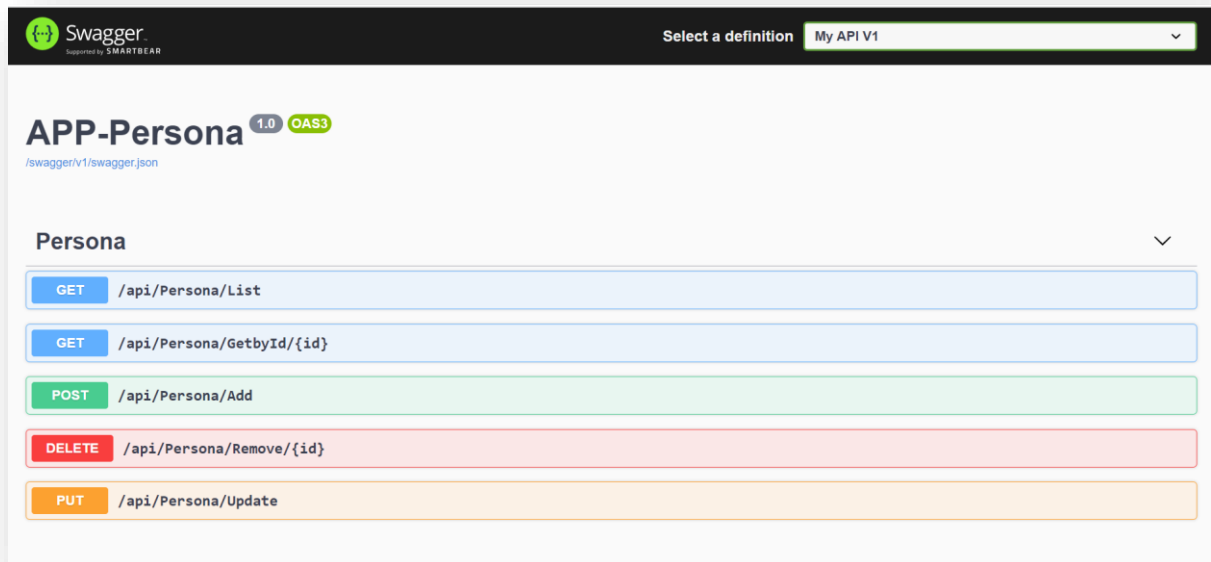 {··} Swagger.
Supported by SMARTBEAR
Select a definition My API V1
APP-Persona 1.0 OAS3
/swagger/v1/swagger.json
Persona
GET /api/Persona/List
GET /api/Persona/GetbyId/{id}
POST /api/Persona/Add
DELETE /api/Persona/Remove/{id}
PUT /api/Persona/Update